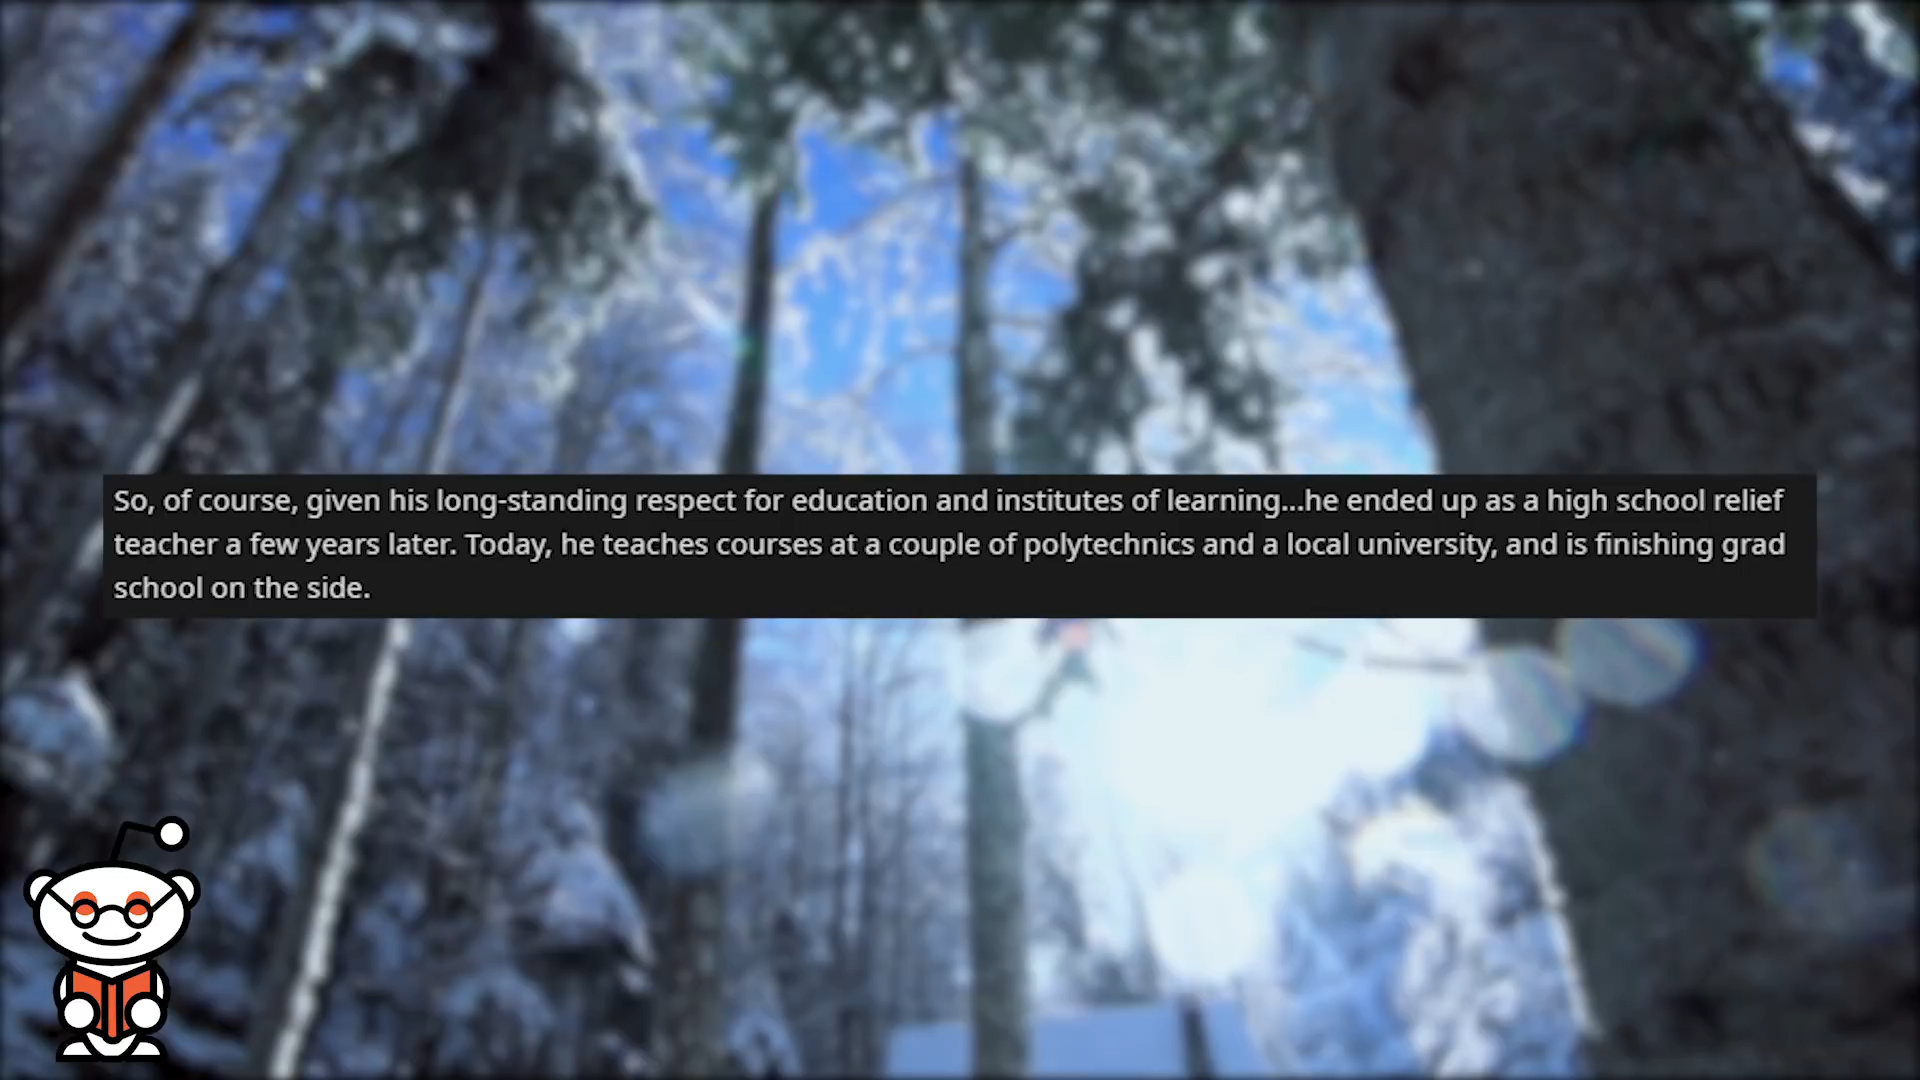 So, of course, given his long-standing respect for education and institutes of learning...he ended up as a high school relief
teacher a few years later. Today, he teaches courses at a couple of polytechnics and a local university, and is finishing grad
school on the side.